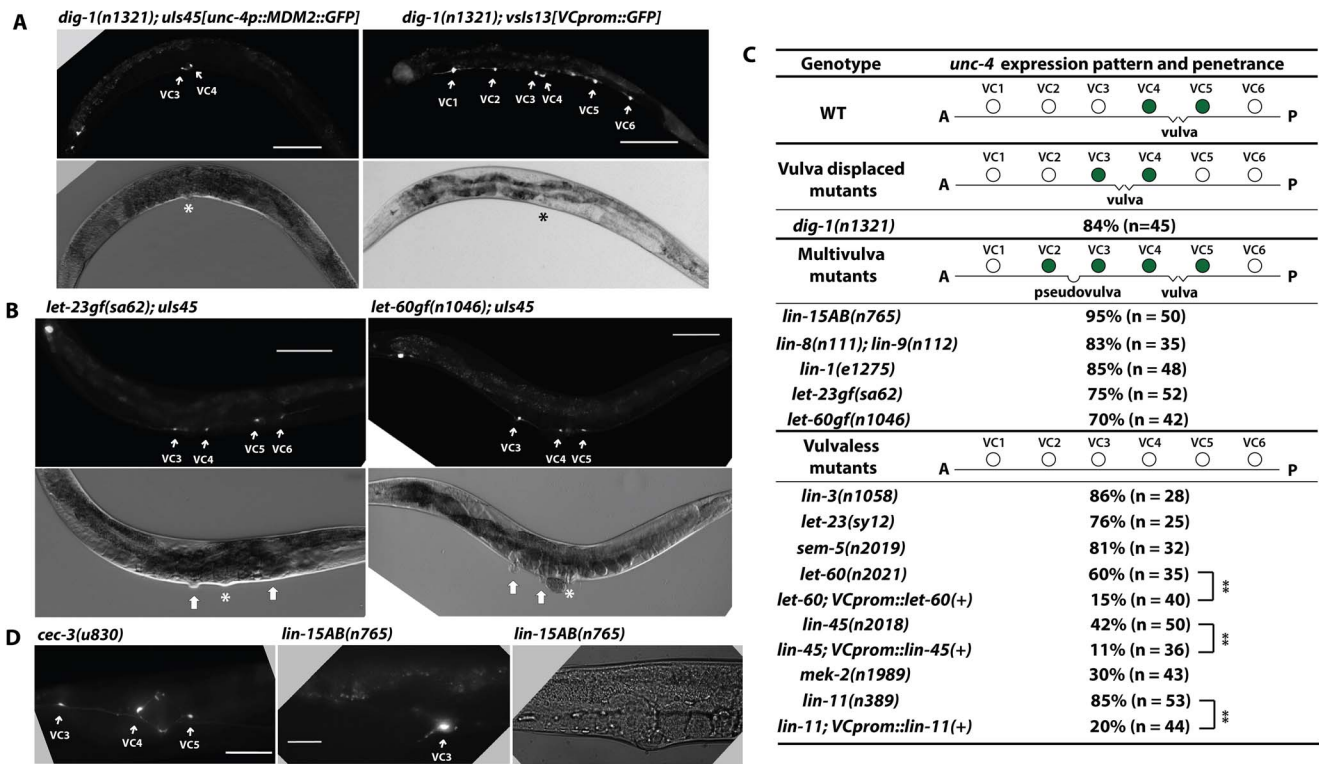 A
dig-1(n1321); uls45[unc-4p::MDM2::GFP]
dig-1(n1321); vsls13[VCprom::GFP]
VC3
VC4
VC1
VC2
VC3
VC4
VC5
VC6
*
*
B
let-23gf(sa62); uls45
let-60gf(n1046); uls45
VC3
VC4
VC5
VC6
VC3
VC4
VC5
*
*
D
cec-3(u830)
lin-15AB(n765)
lin-15AB(n765)
VC3
VC4
VC5
VC3
C
Genotype unc-4 expression pattern and penetrance
VC1 VC2 VC3 VC4 VC5 VC6
WT
A P
vulva
VC1 VC2 VC3 VC4 VC5 VC6
Vulva displaced
mutants
A P
vulva
dig-1(n1321) 84% (n=45)
Multivulva
mutants
VC1 VC2 VC3 VC4 VC5 VC6
A P
pseudovulva vulva
lin-15AB(n765) 95% (n = 50)
lin-8(n111); lin-9(n112) 83% (n = 35)
lin-1(e1275) 85% (n = 48)
let-23gf(sa62) 75% (n = 52)
let-60gf(n1046) 70% (n = 42)
Vulvaless
mutants
VC1 VC2 VC3 VC4 VC5 VC6
A P
lin-3(n1058) 86% (n = 28)
let-23(sy12) 76% (n = 25)
sem-5(n2019) 81% (n = 32)
let-60(n2021) 60% (n = 35)
**
let-60; VCprom::let-60(+) 15% (n = 40)
lin-45(n2018) 42% (n = 50)
**
lin-45; VCprom::lin-45(+) 11% (n = 36)
mek-2(n1989) 30% (n = 43)
lin-11(n389) 85% (n = 53)
**
lin-11; VCprom::lin-11(+) 20% (n = 44)